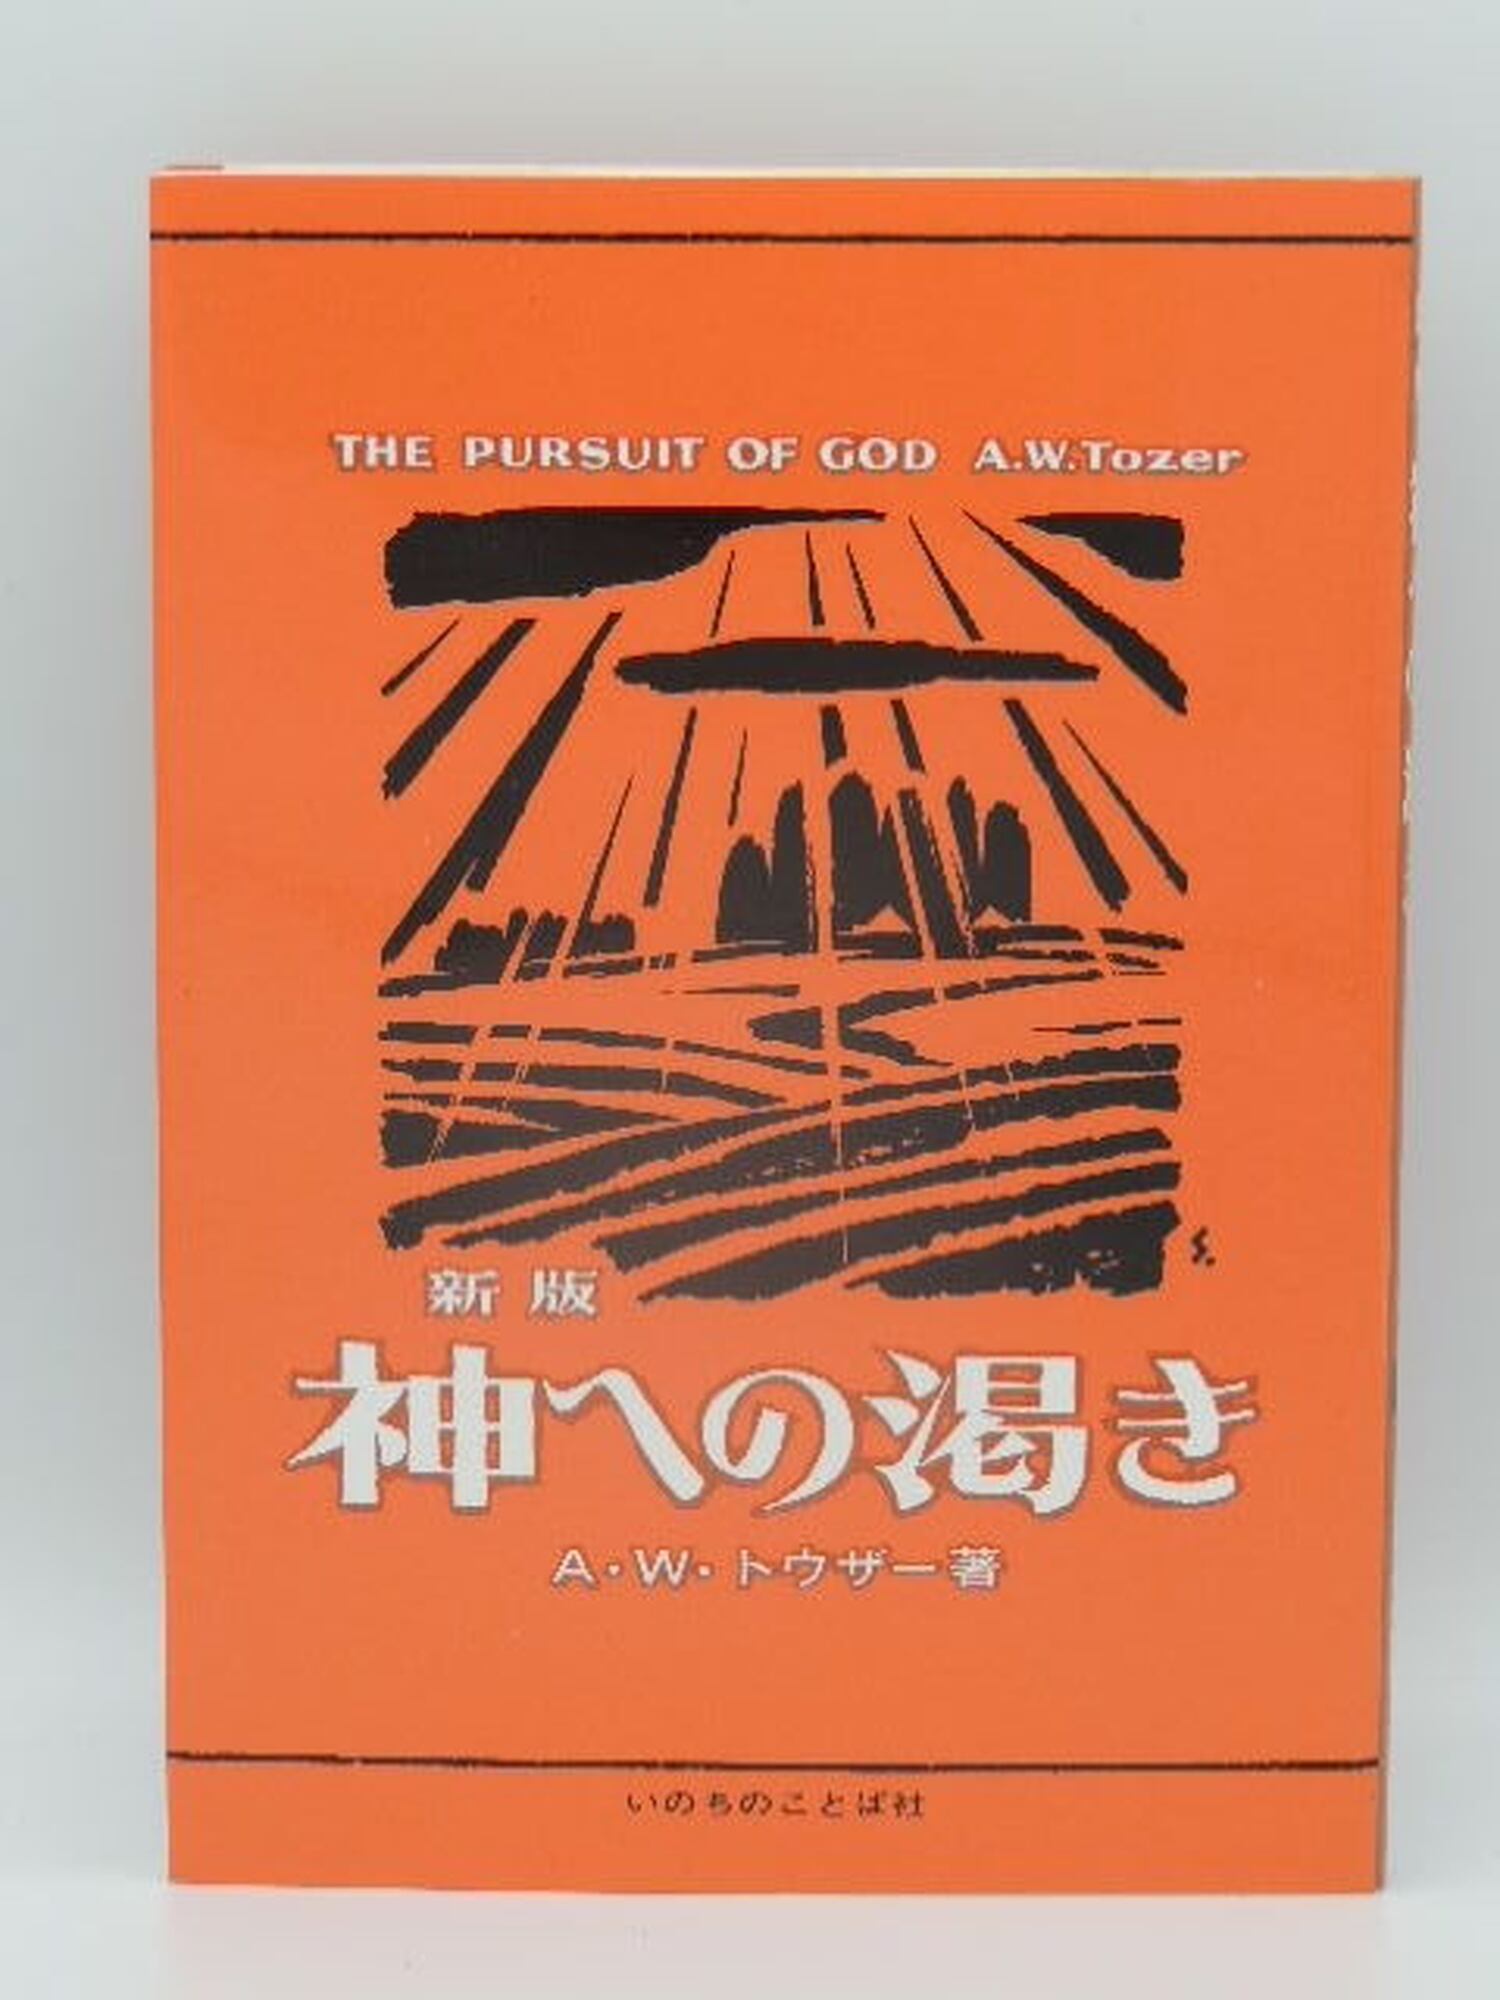 THE PURSUIT OF GOD A.W.Tozer
S.
新版
神への渇き
A・W・トウザー著
いのちのことば社